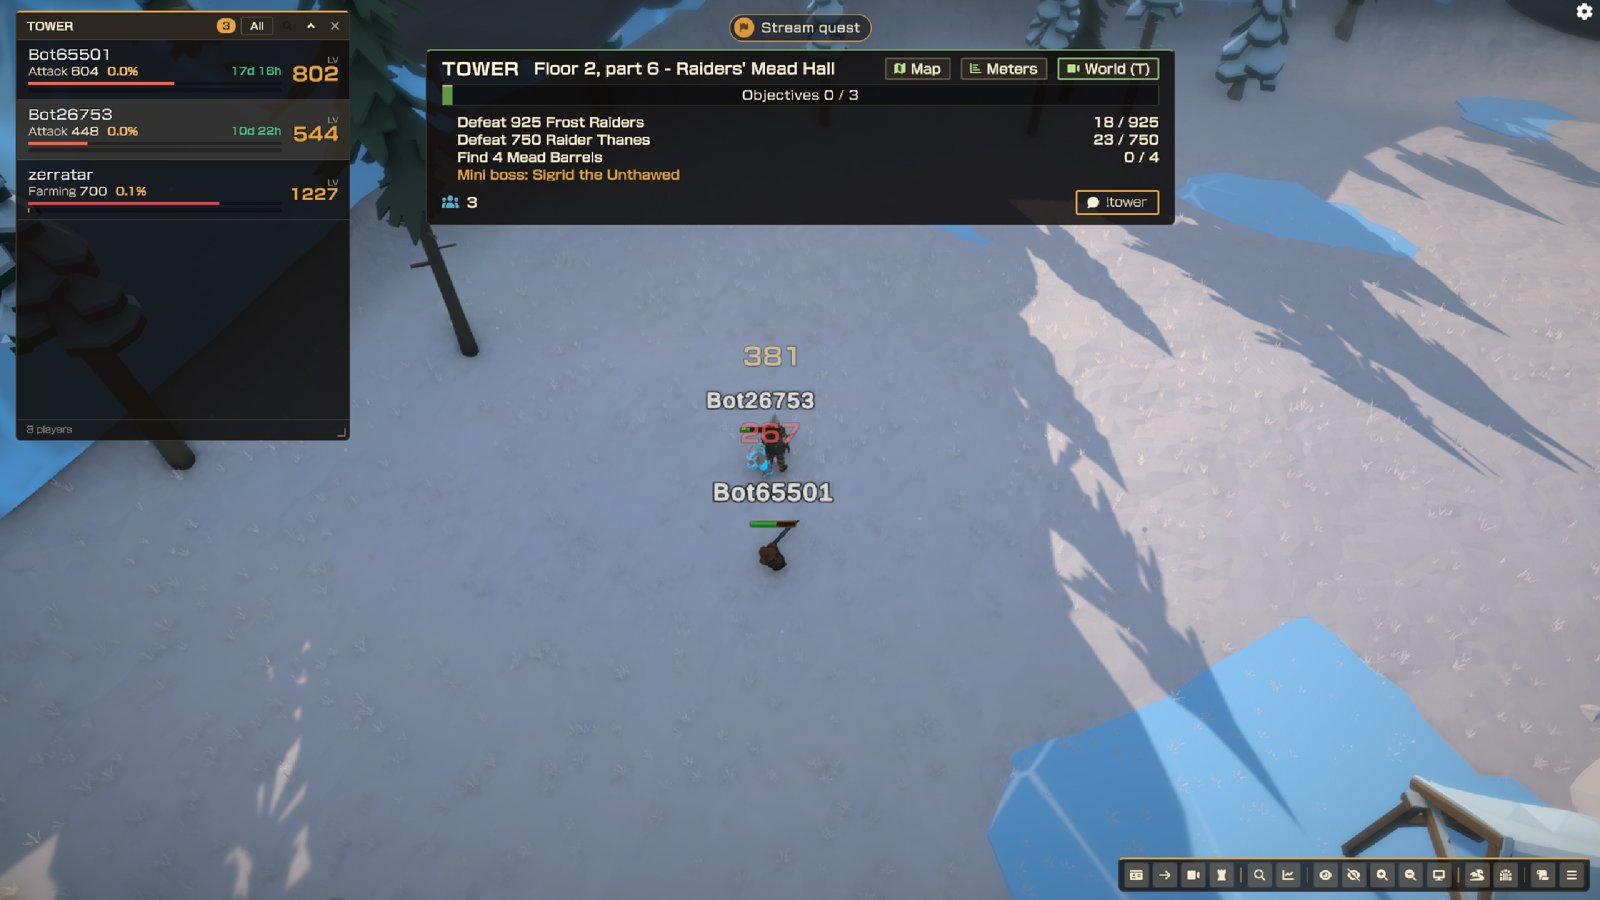 TOWER
3
All
Bot65501
Attack 604 0.0%
17d 16h
LV
802
Bot26753
Attack 448 0.0%
10d 22h
LV
544
zerratar
Farming 700 0.1%
LV
1227
3 players
Stream quest
TOWER Floor 2, part 6 - Raiders' Mead Hall
Map
Meters
World (T)
Objectives 0 / 3
Defeat 925 Frost Raiders 18 / 925
Defeat 750 Raider Thanes 23 / 750
Find 4 Mead Barrels 0 / 4
Mini boss: Sigrid the Unthawed
3
!tower
381
Bot26753
267
Bot65501